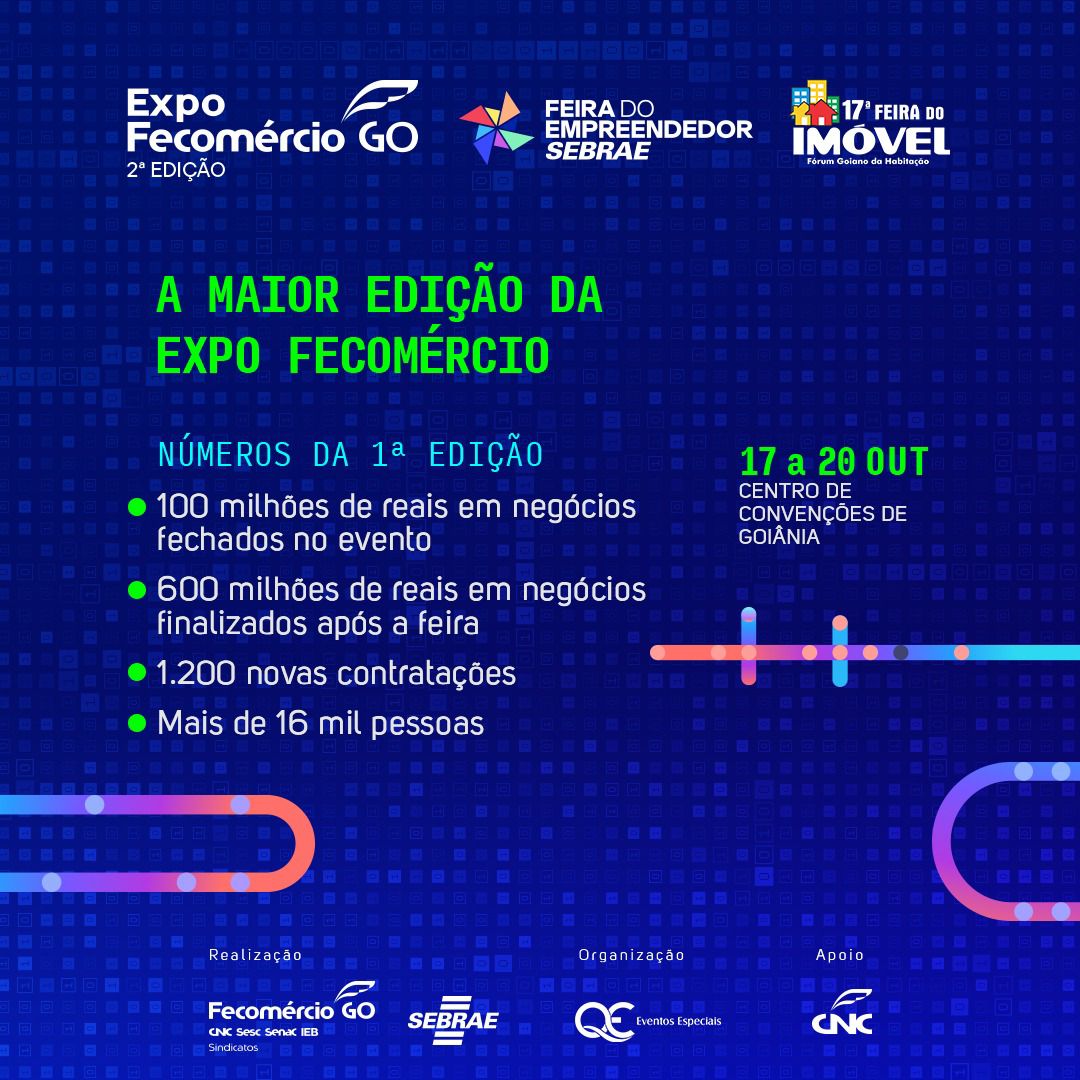 Expo
Fecomércio GO
2ª EDIÇÃO
FEIRA DO
EMPREENDEDOR
SEBRAE
17ª FEIRA DO
IMÓVEL
Fórum Goiano da Habitação
A MAIOR EDIÇÃO DA
EXPO FECOMÉRCIO
NÚMEROS DA 1ª EDIÇÃO
100 milhões de reais em negócios
fechados no evento
600 milhões de reais em negócios
finalizados após a feira
1.200 novas contratações
Mais de 16 mil pessoas
17 a 20 OUT
CENTRO DE
CONVENÇÕES DE
GOIÂNIA
Realização
Fecomércio GO
CNC Sesc Senac IEB
Sindicatos
SEBRAE
Organização
QE Eventos Especiais
Apoio
CNC